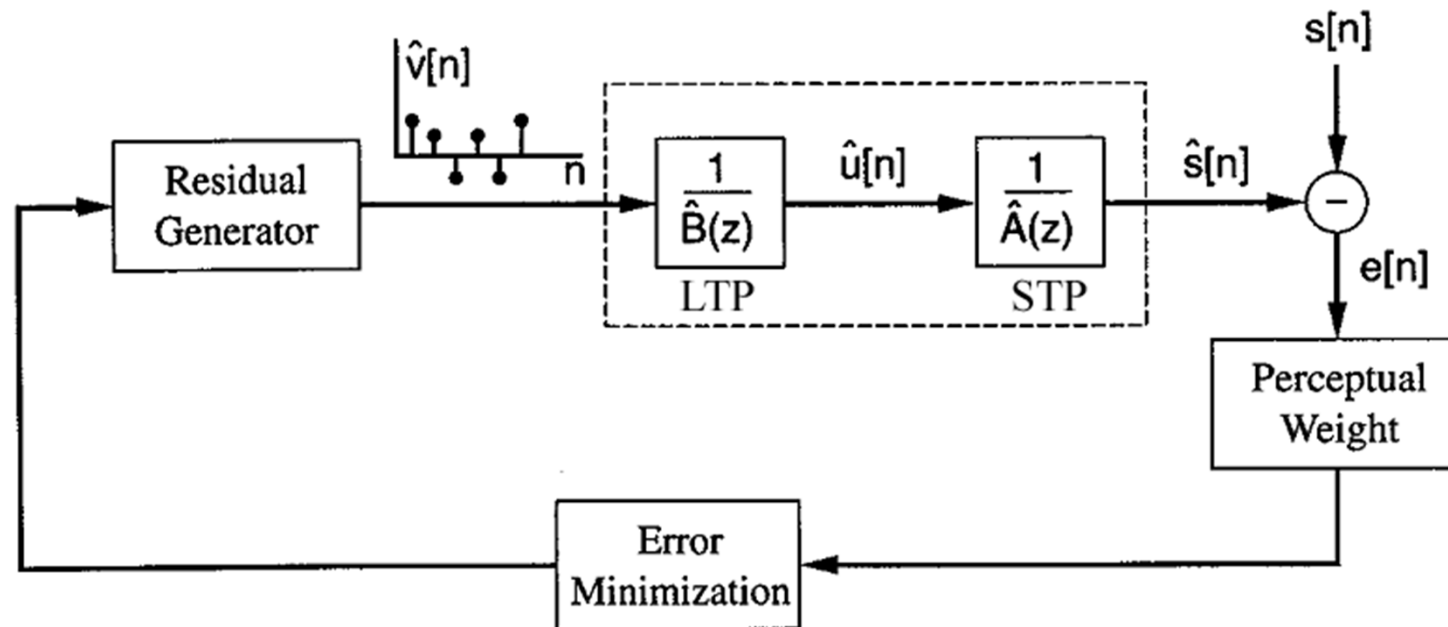 s[n]
v̂[n]
n
Residual
Generator
1
B̂(z)
LTP
û[n]
1
Â(z)
STP
ŝ[n]
−
e[n]
Perceptual
Weight
Error
Minimization